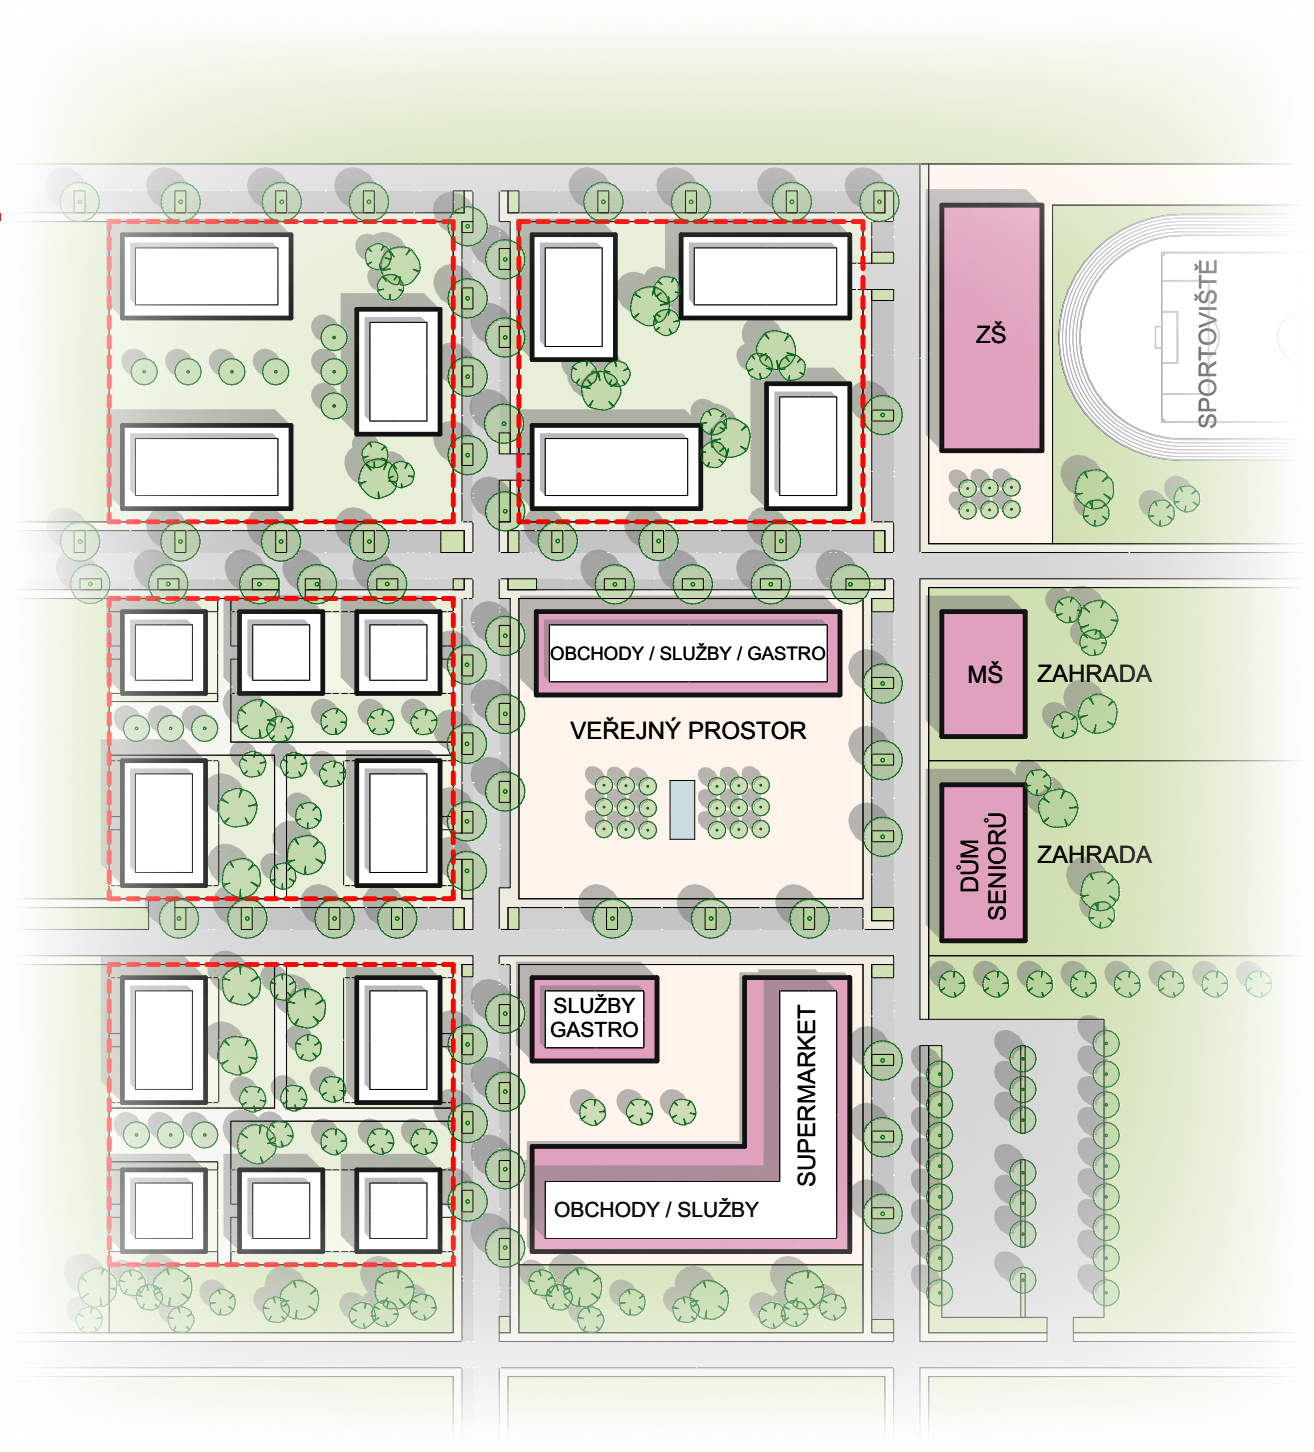 ZŠ
SPORTOVIŠTĚ
OBCHODY / SLUŽBY / GASTRO
VEŘEJNÝ PROSTOR
MŠ
ZAHRADA
DŮM
SENIORŮ
ZAHRADA
SLUŽBY
GASTRO
SUPERMARKET
OBCHODY / SLUŽBY